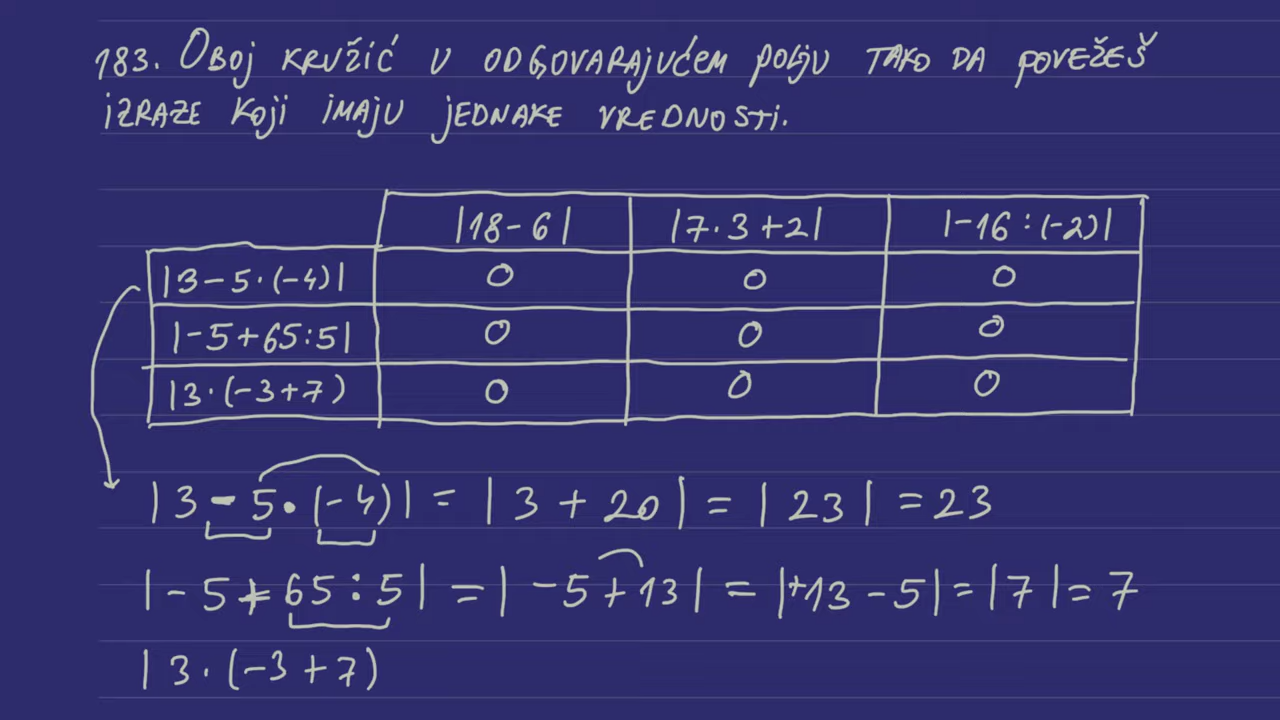 183. Oboj kružić u odgovarajućem polju tako da povežeš
izraze koji imaju jednake vrednosti.
|18-6| |7·3+2| |-16:(-2)|
|3-5·(-4)| O O O
|-5+65:5| O O O
|3·(-3+7) O O O
|3-5·(-4)| = |3+20| = |23| = 23
|-5+65:5| = |-5+13| = |+13-5| = |7| = 7
|3·(-3+7)